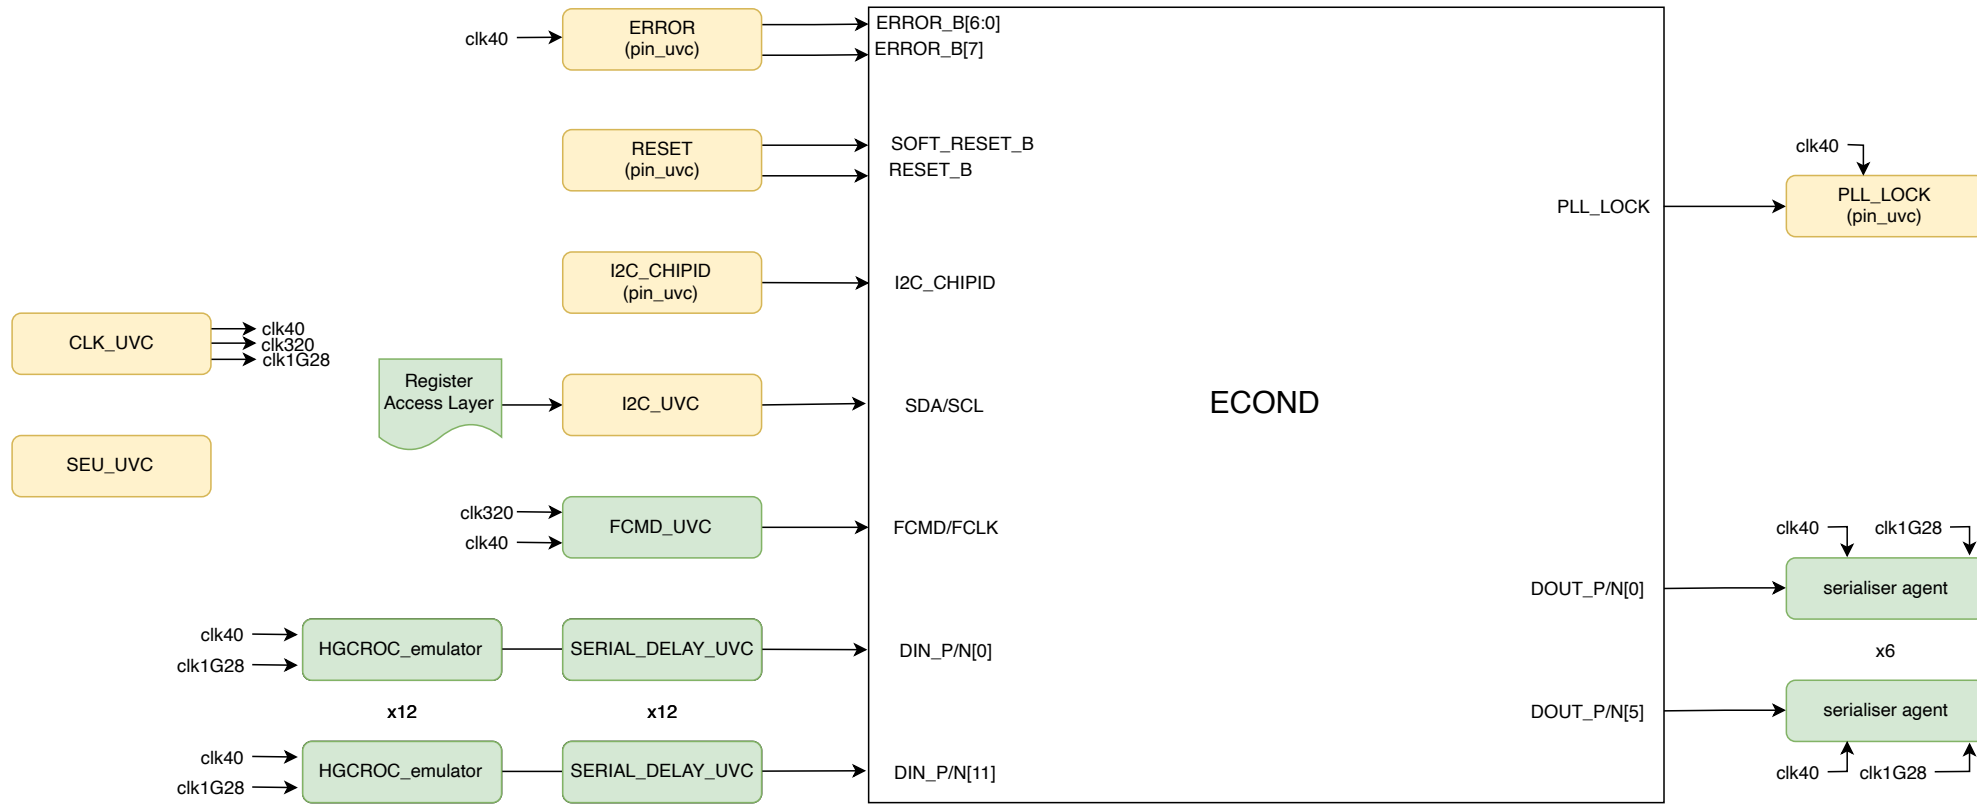 clk40
ERROR
(pin_uvc)
ERROR_B[6:0]
ERROR_B[7]
RESET
(pin_uvc)
SOFT_RESET_B
RESET_B
clk40
PLL_LOCK
PLL_LOCK
(pin_uvc)
I2C_CHIPID
(pin_uvc)
I2C_CHIPID
CLK_UVC
clk40
clk320
clk1G28
Register
Access Layer
I2C_UVC
SDA/SCL
ECOND
SEU_UVC
clk320
clk40
FCMD_UVC
FCMD/FCLK
clk40
clk1G28
DOUT_P/N[0]
serialiser agent
clk40
clk1G28
HGCROC_emulator
SERIAL_DELAY_UVC
DIN_P/N[0]
x6
x12
x12
DOUT_P/N[5]
serialiser agent
clk40
clk1G28
clk40
clk1G28
HGCROC_emulator
SERIAL_DELAY_UVC
DIN_P/N[11]